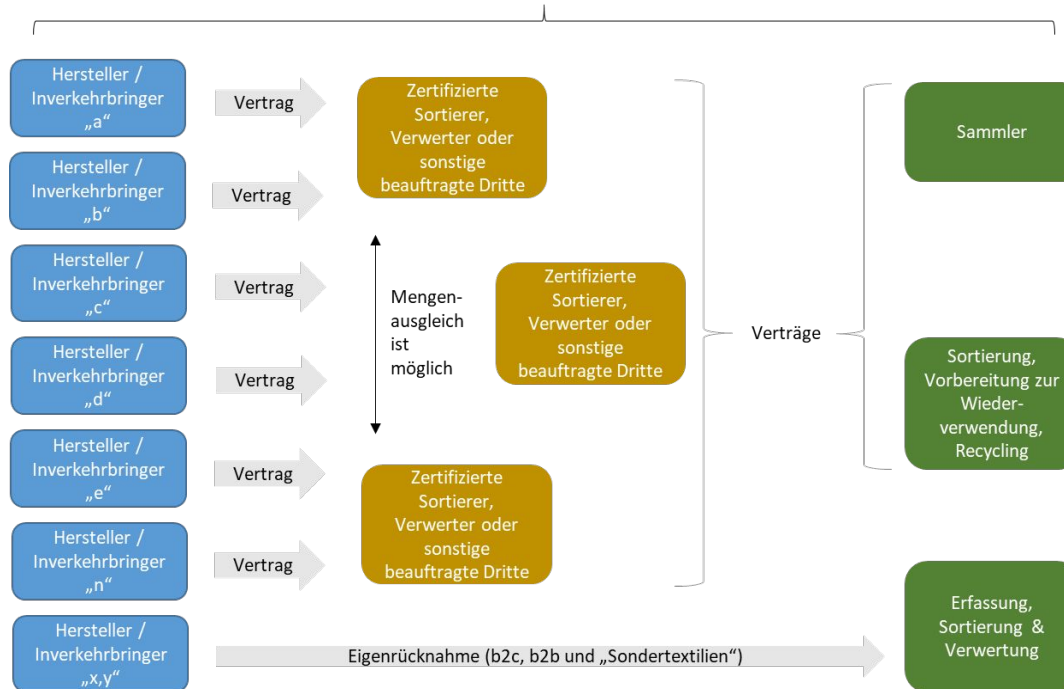 Hersteller /
Inverkehrbringer
„a“
Vertrag
Hersteller /
Inverkehrbringer
„b“
Vertrag
Hersteller /
Inverkehrbringer
„c“
Vertrag
Hersteller /
Inverkehrbringer
„d“
Vertrag
Hersteller /
Inverkehrbringer
„e“
Vertrag
Hersteller /
Inverkehrbringer
„n“
Vertrag
Hersteller /
Inverkehrbringer
„x,y“
Zertifizierte
Sortierer,
Verwerter oder
sonstige
beauftragte Dritte
Mengen-
ausgleich
ist
möglich
Zertifizierte
Sortierer,
Verwerter oder
sonstige
beauftragte Dritte
Zertifizierte
Sortierer,
Verwerter oder
sonstige
beauftragte Dritte
Verträge
Sammler
Sortierung,
Vorbereitung zur
Wieder-
verwendung,
Recycling
Eigenrücknahme (b2c, b2b und „Sondertextilien“)
Erfassung,
Sortierung &
Verwertung